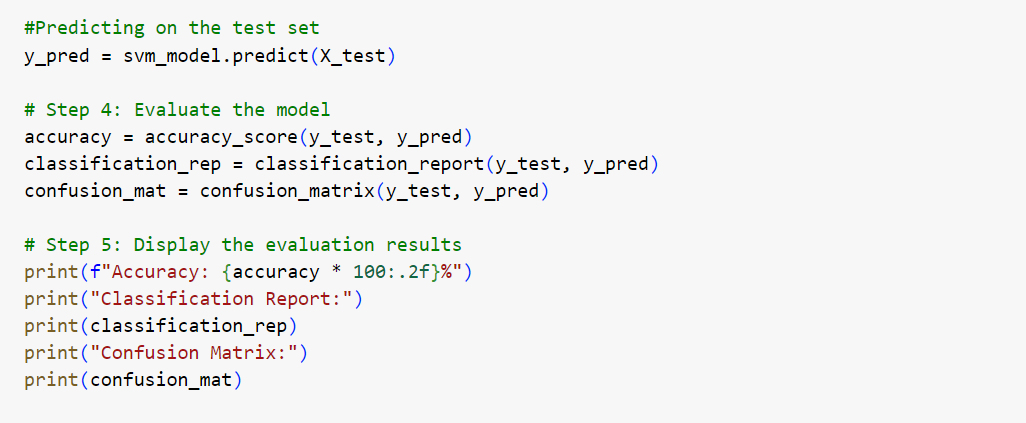 #Predicting on the test set
y_pred = svm_model.predict(X_test)

# Step 4: Evaluate the model
accuracy = accuracy_score(y_test, y_pred)
classification_rep = classification_report(y_test, y_pred)
confusion_mat = confusion_matrix(y_test, y_pred)

# Step 5: Display the evaluation results
print(f"Accuracy: {accuracy * 100:.2f}%")
print("Classification Report:")
print(classification_rep)
print("Confusion Matrix:")
print(confusion_mat)